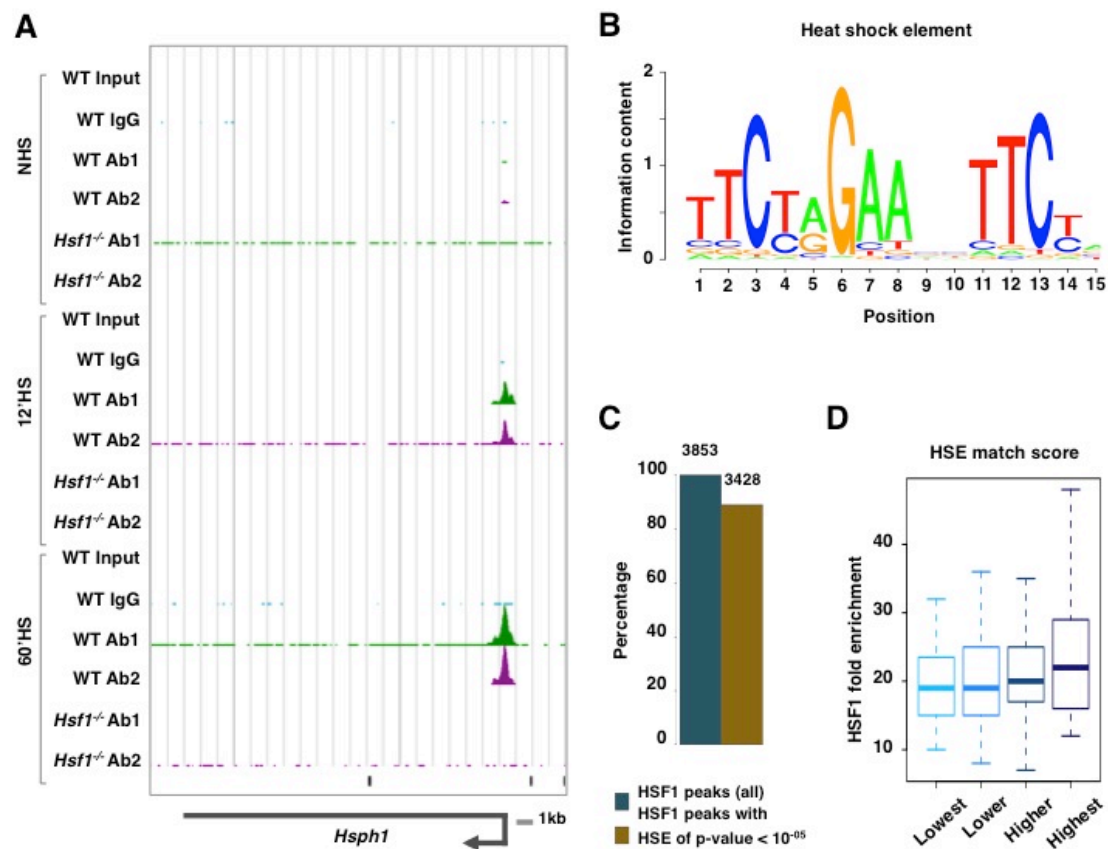 A
NHS
WT Input
WT IgG
WT Ab1
WT Ab2
Hsf1-/- Ab1
Hsf1-/- Ab2
12'HS
WT Input
WT IgG
WT Ab1
WT Ab2
Hsf1-/- Ab1
Hsf1-/- Ab2
60'HS
WT Input
WT IgG
WT Ab1
WT Ab2
Hsf1-/- Ab1
Hsf1-/- Ab2
Hsph1
1kb
B
Heat shock element
Information content
2
1
0
T T C T A G A A T T C T
1 2 3 4 5 6 7 8 9 10 11 12 13 14 15
Position
C
3853
3428
Percentage
100
80
60
40
20
0
HSF1 peaks (all)
HSF1 peaks with
HSE of p-value < 10-05
D
HSE match score
HSF1 fold enrichment
40
30
20
10
Lowest
Lower
Higher
Highest